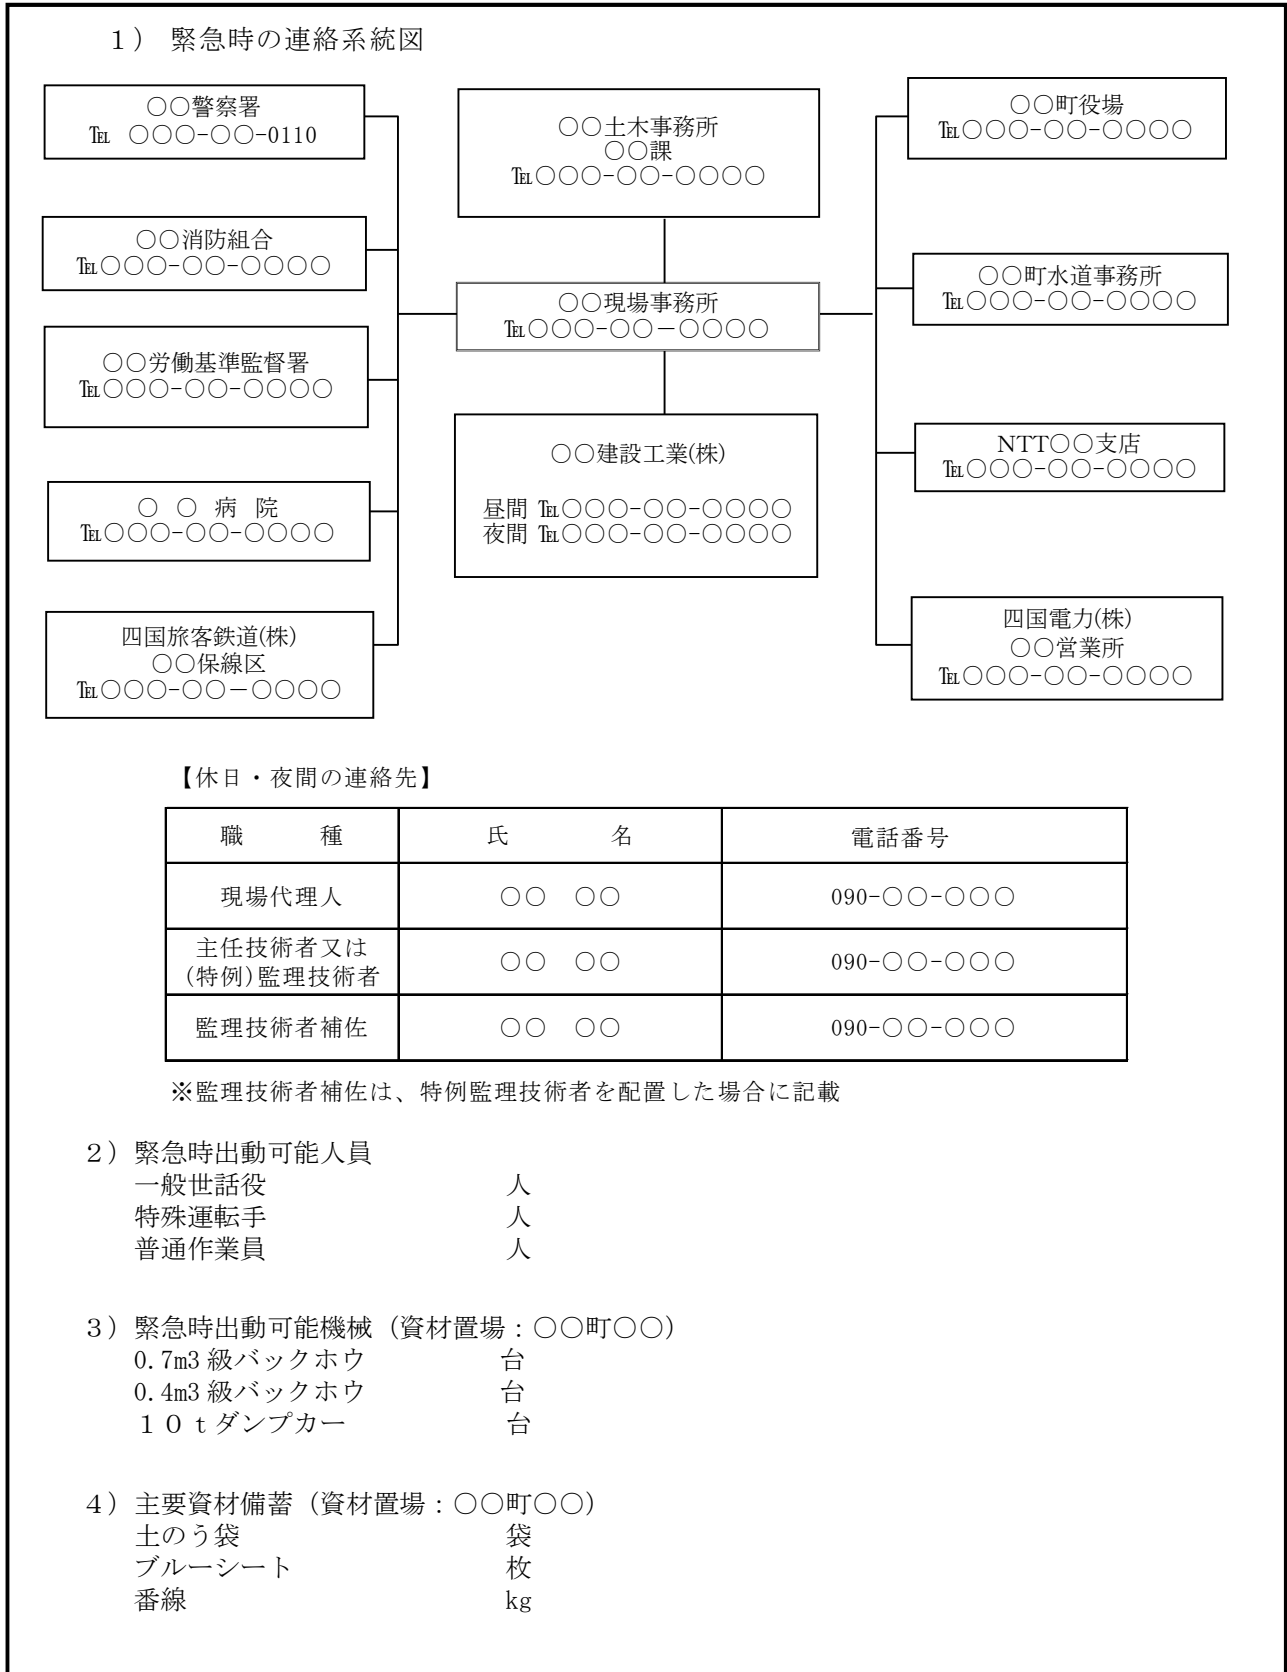 １） 緊急時の連絡系統図
○○警察署
℡ ○○○-○○-0110
○○消防組合
℡○○○-○○-○○○○
○○労働基準監督署
℡○○○-○○-○○○○
○ ○ 病 院
℡○○○-○○-○○○○
四国旅客鉄道(株)
○○保線区
℡○○○-○○－○○○○
○○土木事務所
○○課
℡○○○-○○-○○○○
○○現場事務所
℡○○○-○○－○○○○
○○建設工業(株)
昼間 ℡○○○-○○-○○○○
夜間 ℡○○○-○○-○○○○
○○町役場
℡○○○-○○-○○○○
○○町水道事務所
℡○○○-○○-○○○○
NTT○○支店
℡○○○-○○-○○○○
四国電力(株)
○○営業所
℡○○○-○○-○○○○
【休日・夜間の連絡先】
職 種 氏 名 電話番号
現場代理人 ○○ ○○ 090-○○-○○○
主任技術者又は
(特例)監理技術者 ○○ ○○ 090-○○-○○○
監理技術者補佐 ○○ ○○ 090-○○-○○○
※監理技術者補佐は、特例監理技術者を配置した場合に記載
２）緊急時出動可能人員
一般世話役 人
特殊運転手 人
普通作業員 人
３）緊急時出動可能機械（資材置場：○○町○○）
0.7m3級バックホウ 台
0.4m3級バックホウ 台
１０ｔダンプカー 台
４）主要資材備蓄（資材置場：○○町○○）
土のう袋 袋
ブルーシート 枚
番線 kg